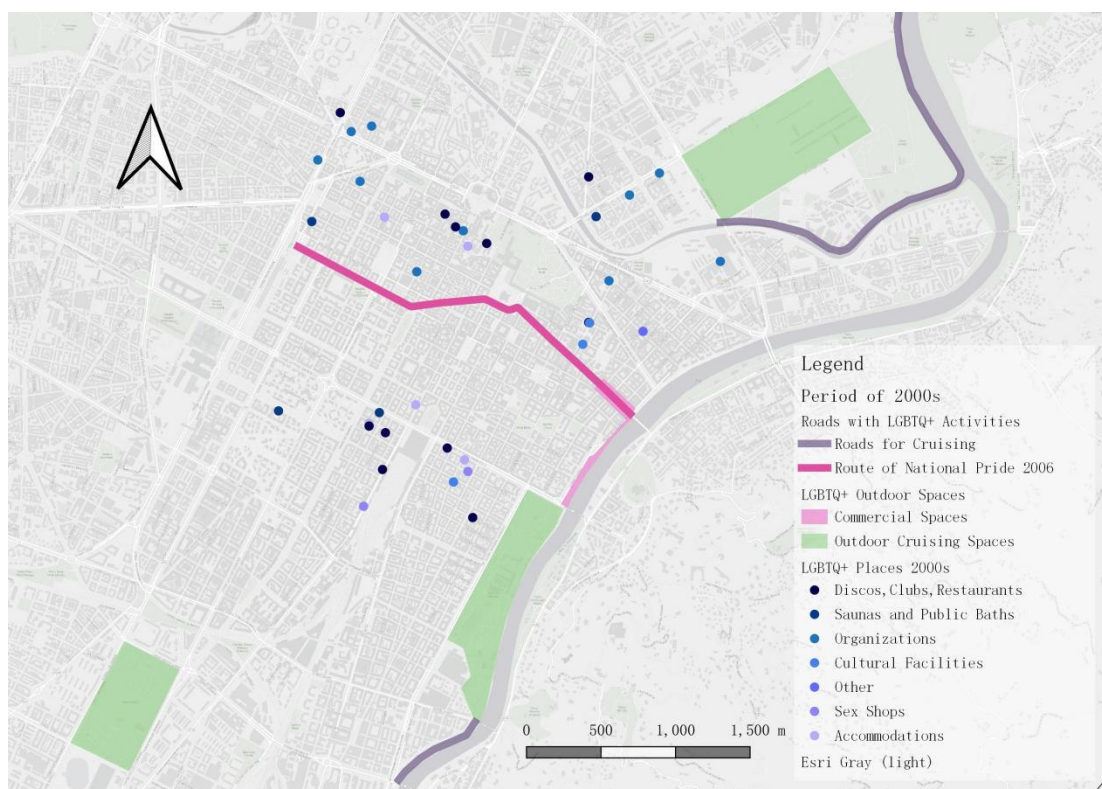 Legend
Period of 2000s
Roads with LGBTQ+ Activities
Roads for Cruising
Route of National Pride 2006
LGBTQ+ Outdoor Spaces
Commercial Spaces
Outdoor Cruising Spaces
LGBTQ+ Places 2000s
Discos,Clubs,Restaurants
Saunas and Public Baths
Organizations
Cultural Facilities
Other
Sex Shops
Accommodations
Esri Gray (light)
0 500 1,000 1,500 m